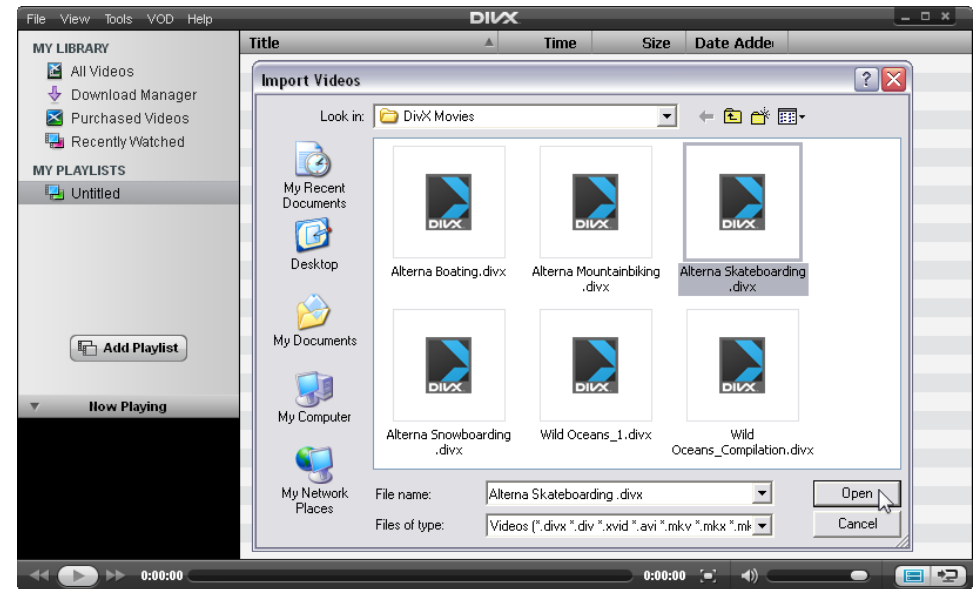 File View Tools VOD Help
DIVX
MY LIBRARY
All Videos
Download Manager
Purchased Videos
Recently Watched
MY PLAYLISTS
Untitled
Add Playlist
Now Playing
Title Time Size Date Adde
Import Videos
Look in: DivX Movies
My Recent
Documents
Desktop
My Documents
My Computer
My Network
Places
DIVX
DIVX
DIVX
Alterna Boating.divx
Alterna Mountainbiking
.divx
Alterna Skateboarding
.divx
DIVX
DIVX
DIVX
Alterna Snowboarding
.divx
Wild Oceans_1.divx
Wild
Oceans_Compilation.divx
File name: Alterna Skateboarding .divx Open
Files of type: Videos (*.divx *.div *.xvid *.avi *.mkv *.mkx *.mk Cancel
0:00:00 0:00:00